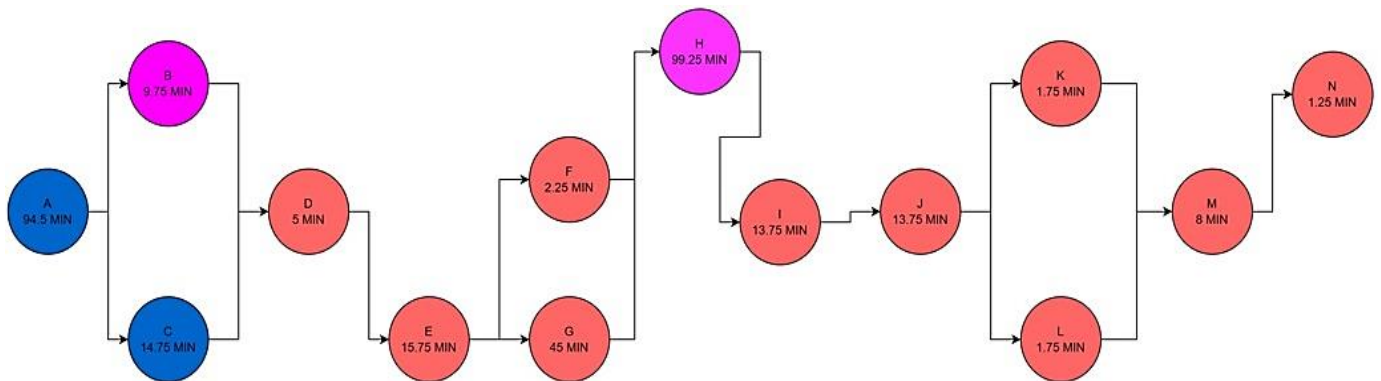 A
94.5 MIN
B
9.75 MIN
C
14.75 MIN
D
5 MIN
E
15.75 MIN
F
2.25 MIN
G
45 MIN
H
99.25 MIN
I
13.75 MIN
J
13.75 MIN
K
1.75 MIN
L
1.75 MIN
M
8 MIN
N
1.25 MIN